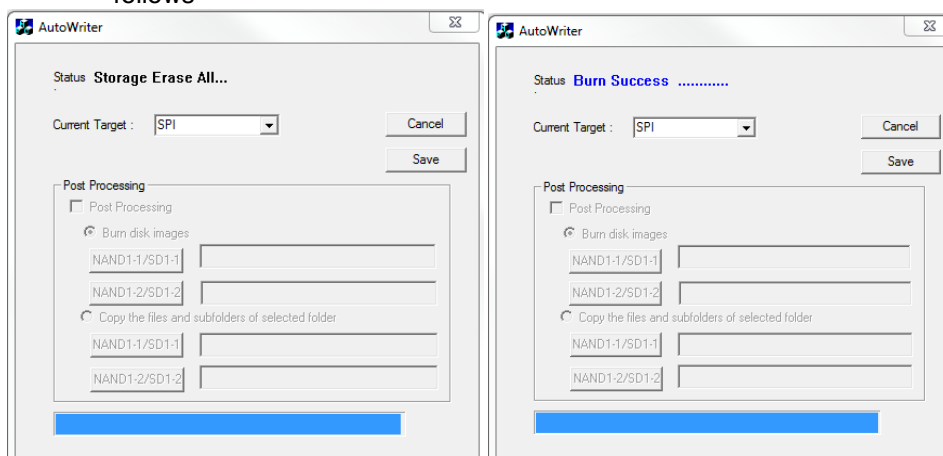 follows
AutoWriter
Status Storage Erase All...
Current Target : SPI
Cancel
Save
Post Processing
Post Processing
Burn disk images
NAND1-1/SD1-1
NAND1-2/SD1-2
Copy the files and subfolders of selected folder
NAND1-1/SD1-1
NAND1-2/SD1-2
AutoWriter
Status Burn Success ............
Current Target : SPI
Cancel
Save
Post Processing
Post Processing
Burn disk images
NAND1-1/SD1-1
NAND1-2/SD1-2
Copy the files and subfolders of selected folder
NAND1-1/SD1-1
NAND1-2/SD1-2